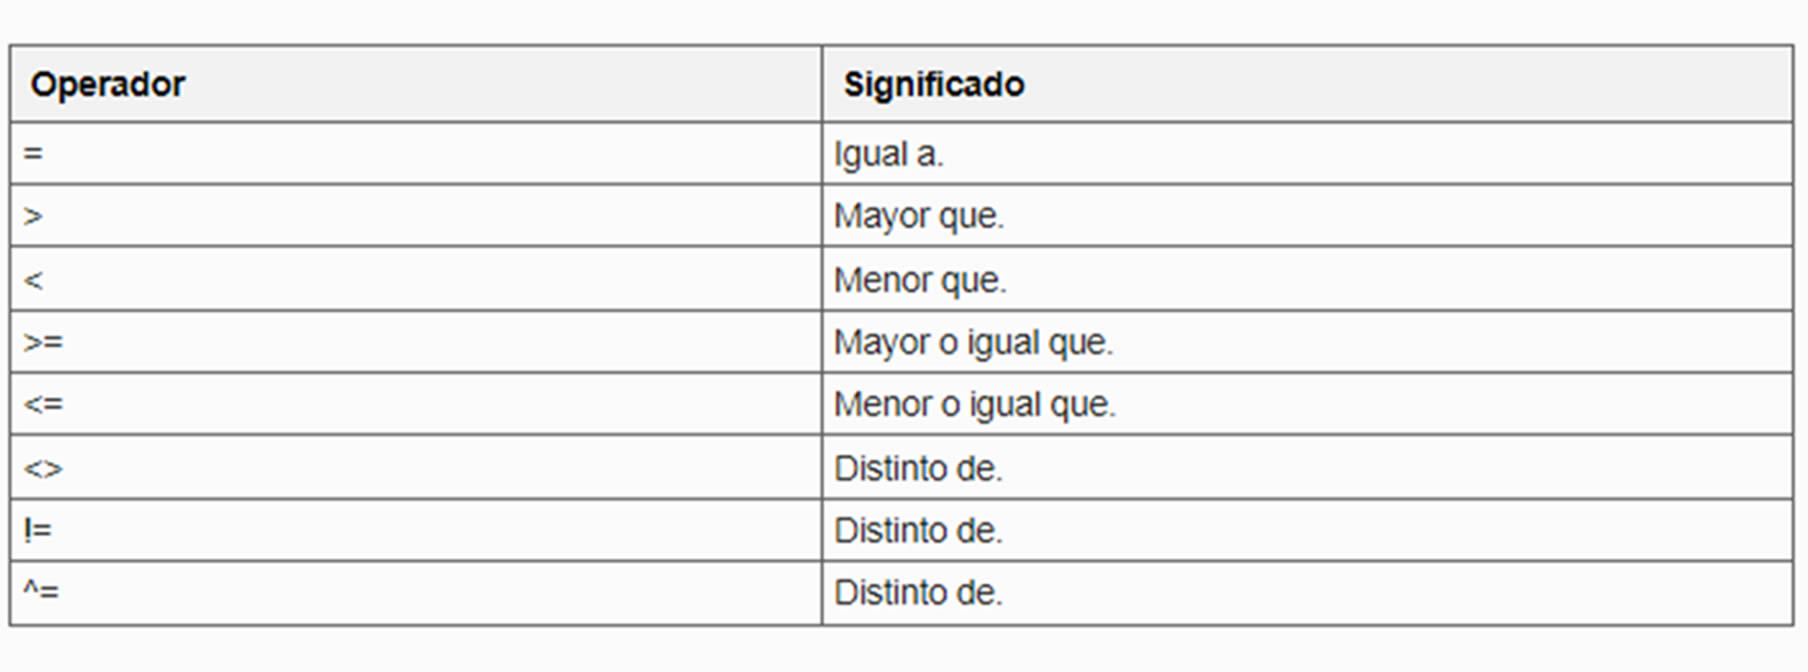 Operador Significado
= Igual a.
> Mayor que.
< Menor que.
>= Mayor o igual que.
<= Menor o igual que.
<> Distinto de.
!= Distinto de.
^= Distinto de.